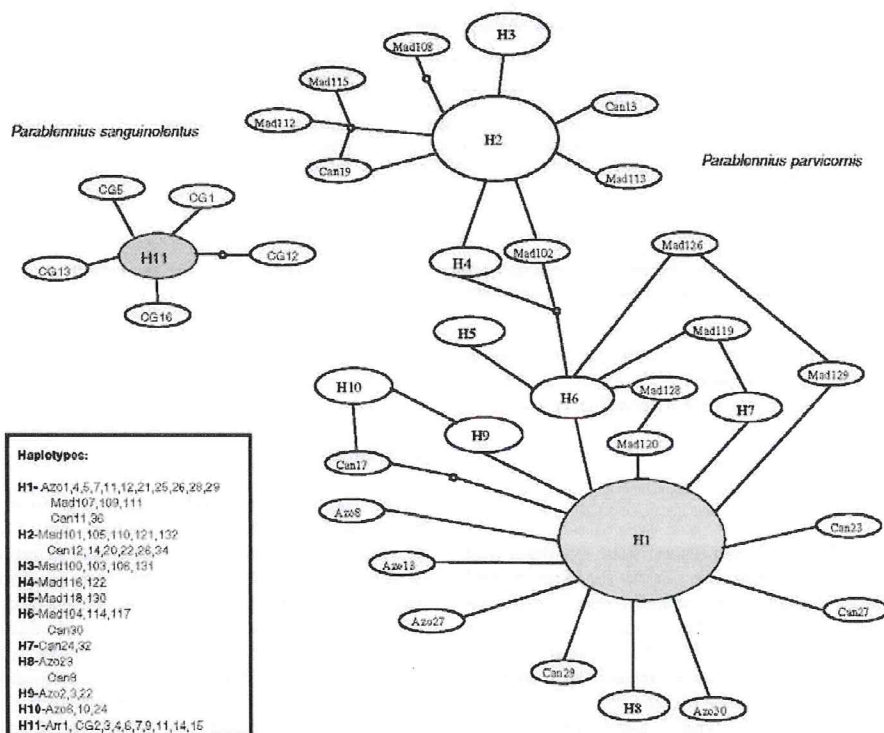 Mad108
H3
Mad115
Can13
Mad112
H2
Parablennius sanguinolentus
Parablennius parvicornis
Can19
Mad113
CG5
CG1
Mad126
H11
CG12
H4
Mad102
CG13
CG16
H5
Mad119
Mad129
H10
H6
Mad128
H7
H9
Mad120
Can17
Azo8
H1
Can23
Azo13
Can27
Azo27
Can29
H8
Azo30
Haplotypes:
H1- Azo1,4,5,7,11,12,21,25,26,28,29
Mad107,109,111
Can11,36
H2-Mad101,105,110,121,132
Can12,14,20,22,26,34
H3-Mad100,103,106,131
H4-Mad116,122
H5-Mad118,130
H6-Mad104,114,117
Can30
H7-Can24,32
H8-Azo23
Can8
H9-Azo2,3,22
H10-Azo6,10,24
H11-Arr1, CG2,3,4,6,7,9,11,14,15